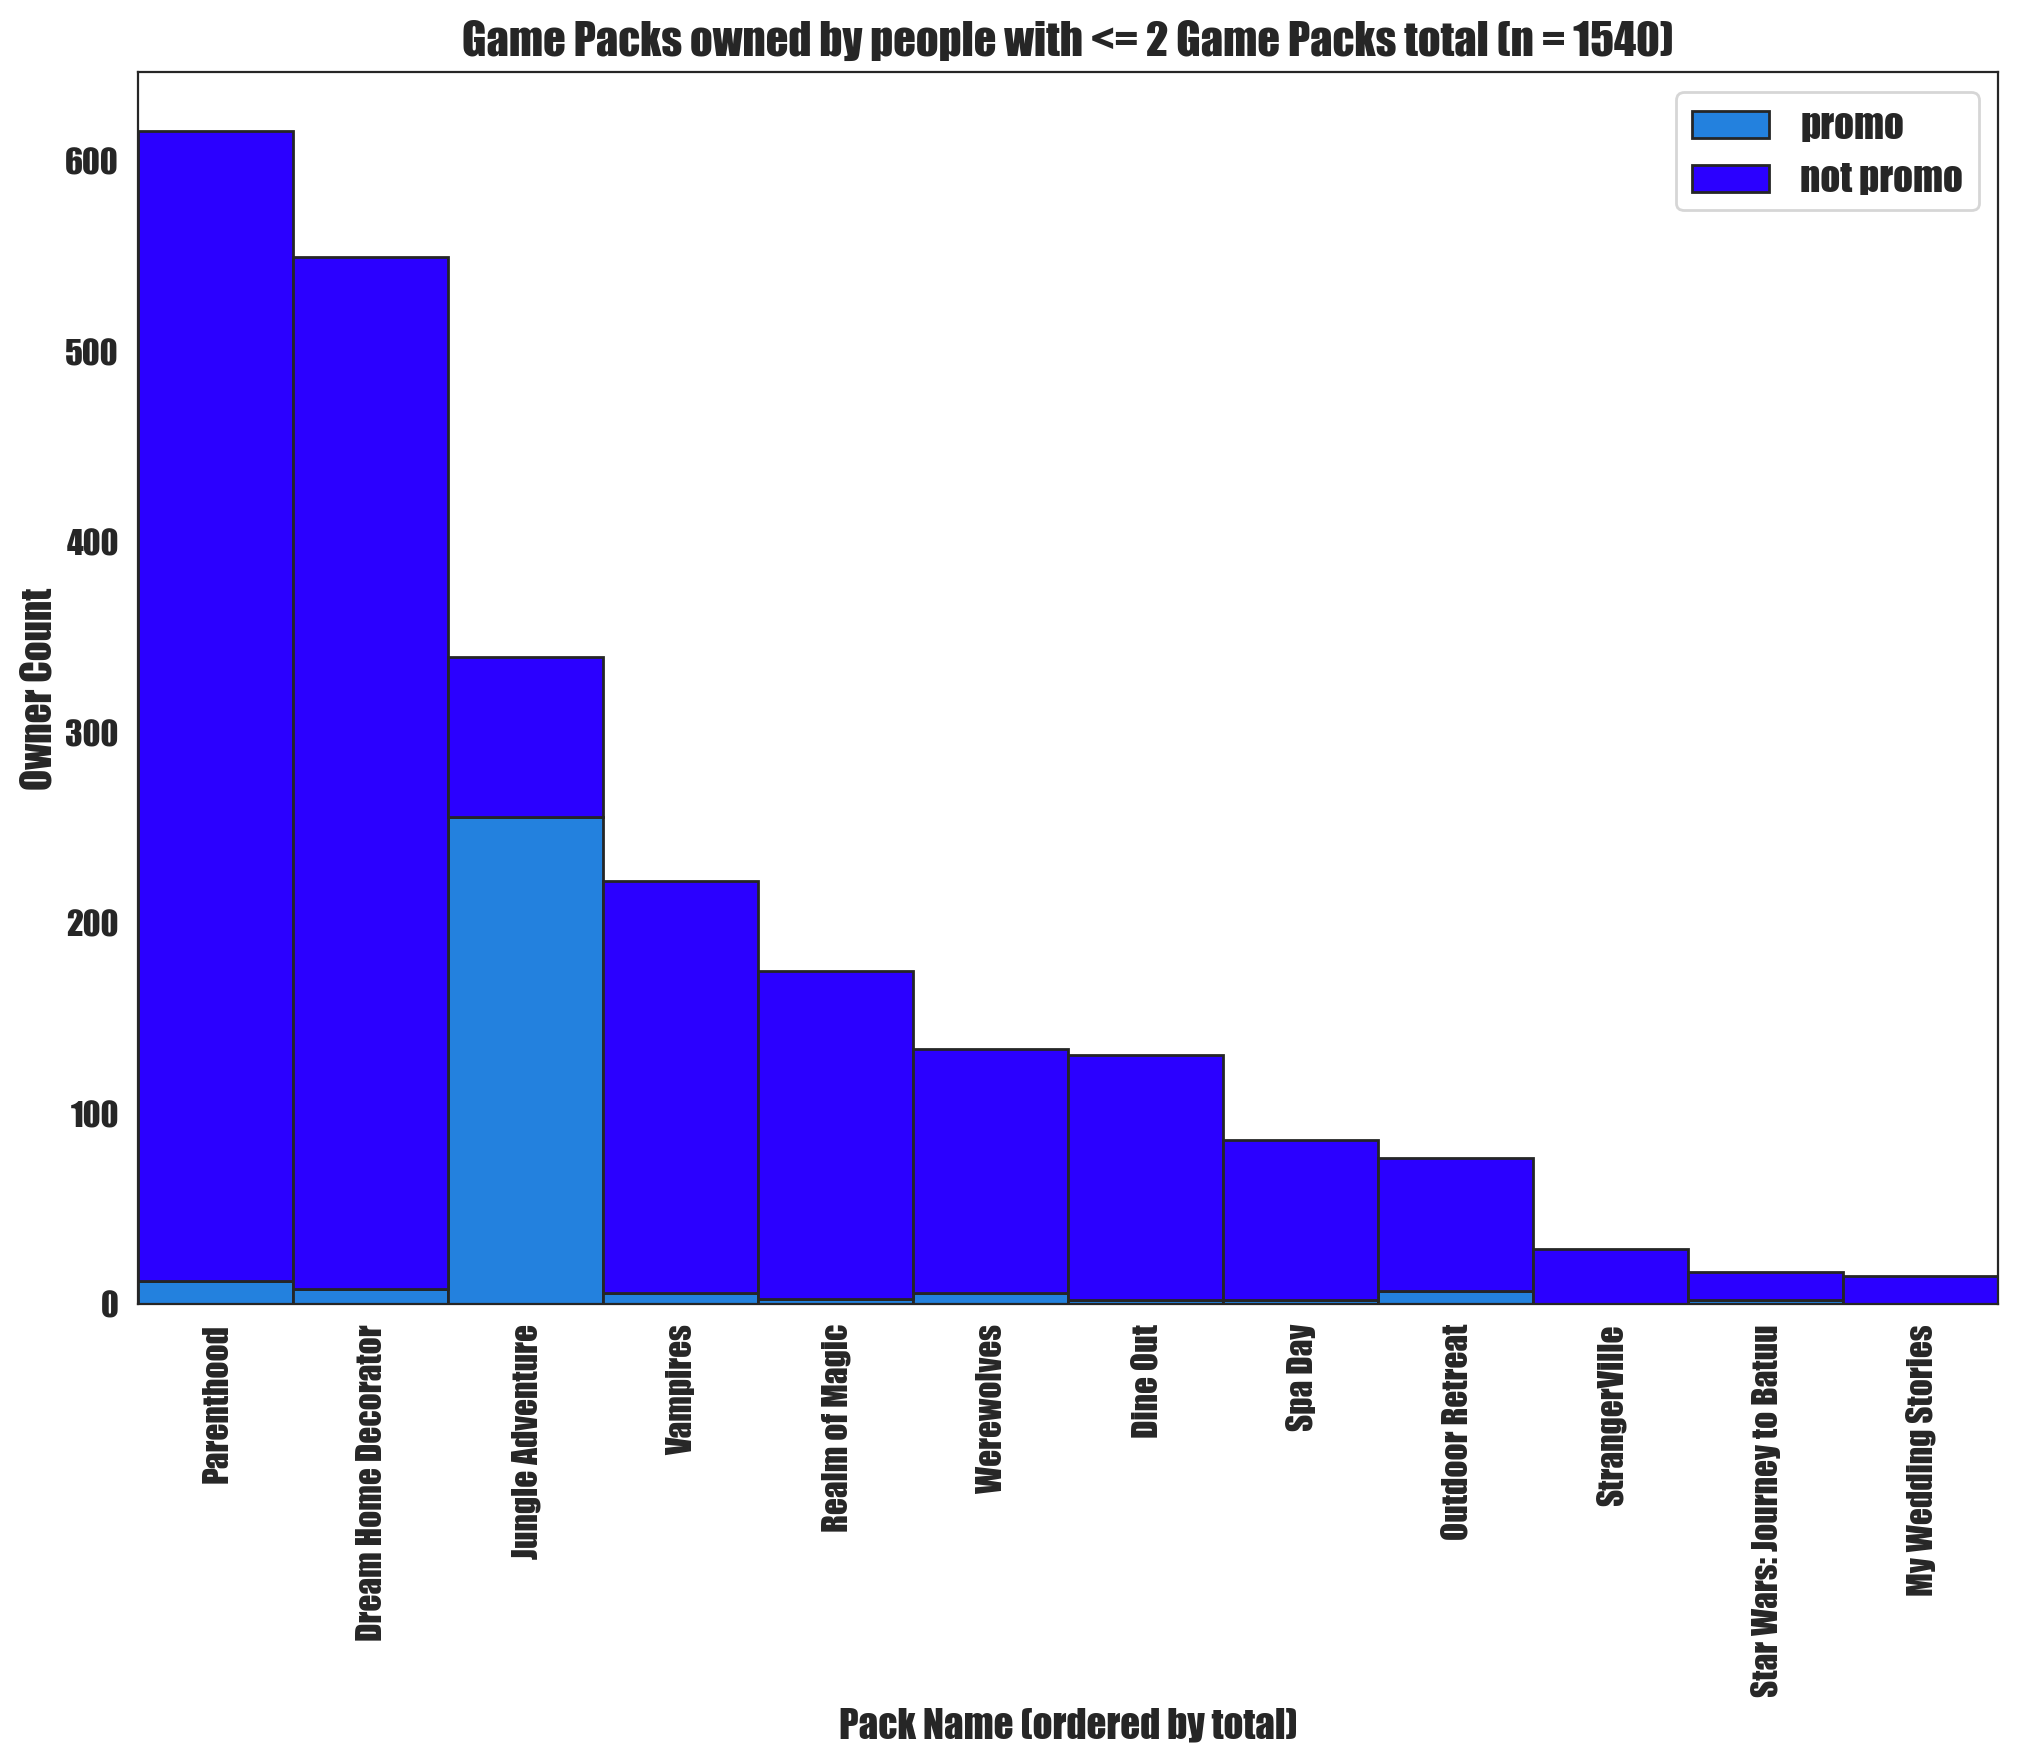 Game Packs owned by people with <= 2 Game Packs total (n = 1540)
promo
not promo
Owner Count
600
500
400
300
200
100
0
Parenthood
Dream Home Decorator
Jungle Adventure
Vampires
Realm of Magic
Werewolves
Dine Out
Spa Day
Outdoor Retreat
StrangerVille
Star Wars: Journey to Batuu
My Wedding Stories
Pack Name (ordered by total)